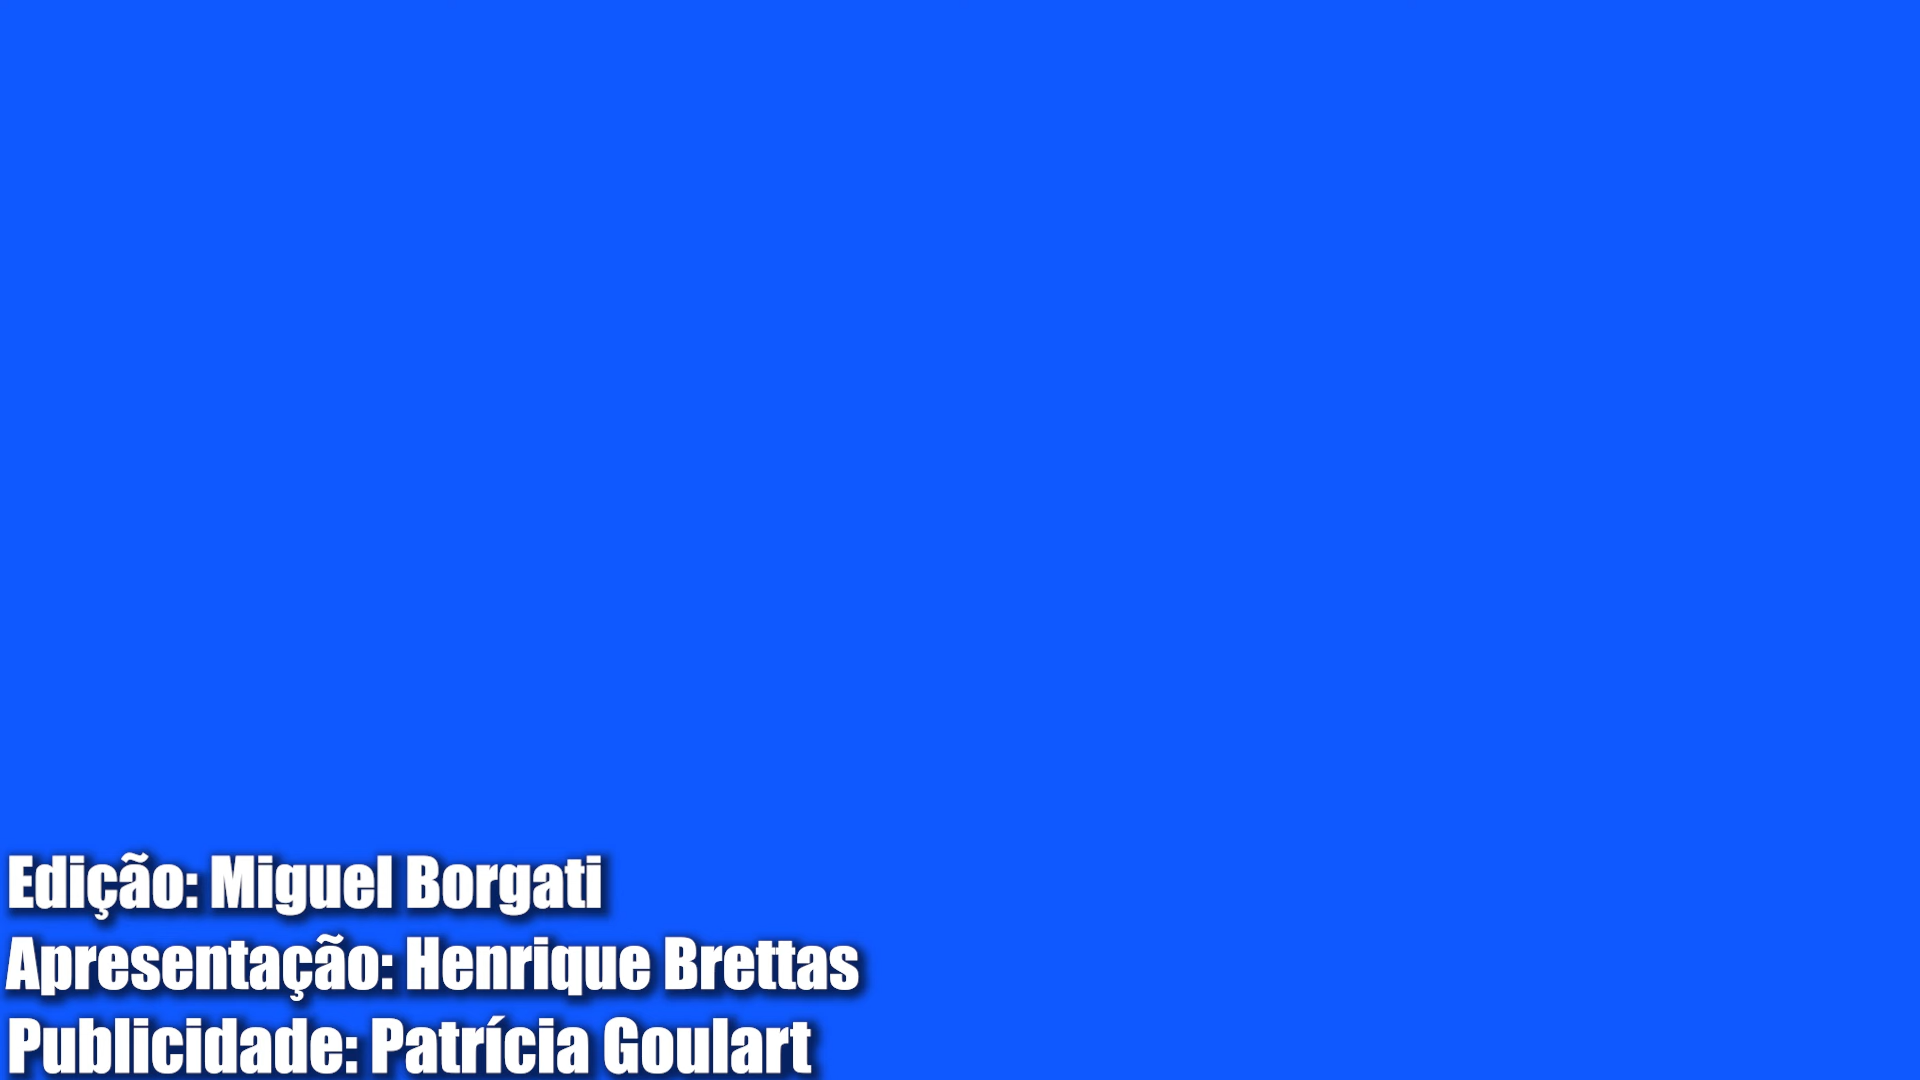 Edição: Miguel Borgati
Apresentação: Henrique Brettas
Publicidade: Patrícia Goulart